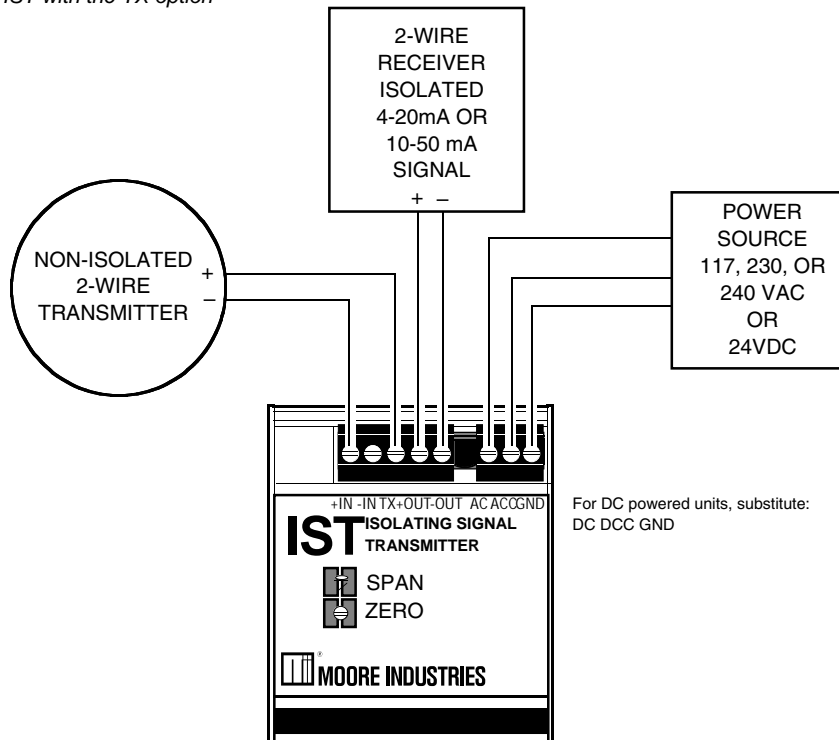 IST with the TX option
2-WIRE
RECEIVER
ISOLATED
4-20mA OR
10-50 mA
SIGNAL
+ –
NON-ISOLATED
2-WIRE
TRANSMITTER
+
–
POWER
SOURCE
117, 230, OR
240 VAC
OR
24VDC
+IN -IN TX +OUT -OUT AC ACC GND
For DC powered units, substitute:
DC DCC GND
IST ISOLATING SIGNAL
TRANSMITTER
SPAN
ZERO
® MOORE INDUSTRIES